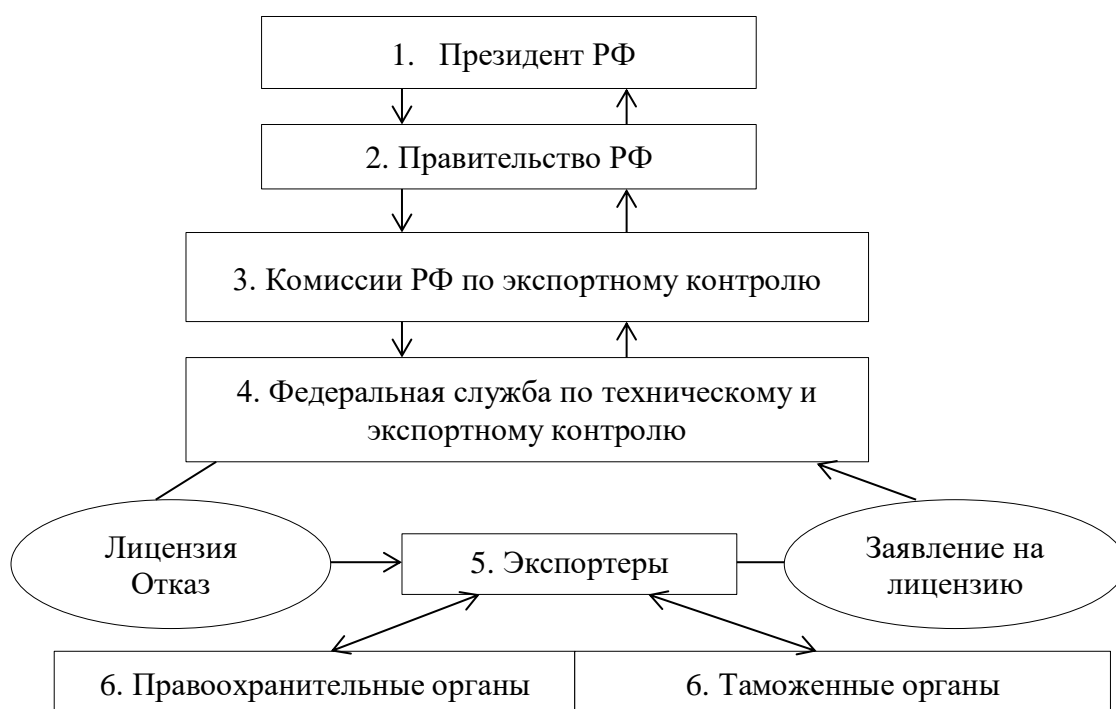 1. Президент РФ
2. Правительство РФ
3. Комиссии РФ по экспортному контролю
4. Федеральная служба по техническому и
экспортному контролю
Лицензия
Отказ
5. Экспортеры
Заявление на
лицензию
6. Правоохранительные органы
6. Таможенные органы